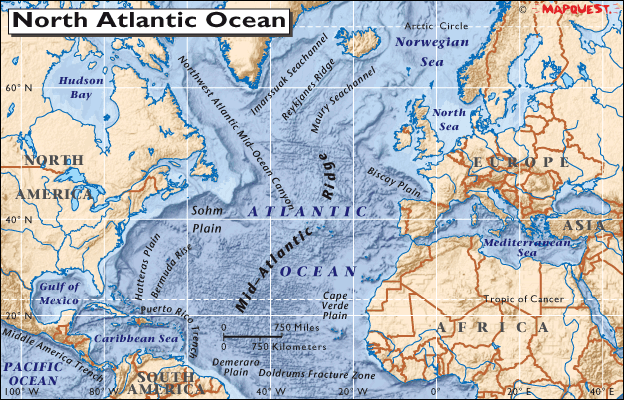 North Atlantic Ocean
© MAPQUEST
Arctic Circle
Norwegian
Sea
Hudson
Bay
60° N
Northwest Atlantic Mid-Ocean Canyon
Imarssuak Seachannel
Reykjanes Ridge
Maury Seachannel
North
Sea
NORTH
AMERICA
EUROPE
Biscay Plain
Mid-Atlantic Ridge
Sohm
Plain
ATLANTIC
OCEAN
40° N
ASIA
Mediterranean
Sea
Hatteras Plain
Bermuda Rise
Gulf of
Mexico
Cape
Verde
Plain
Tropic of Cancer
AFRICA
20° N
Puerto Rico Trench
750 Miles
0
0 750 Kilometers
Caribbean Sea
Middle America Trench
Demerara
Plain
Doldrums Fracture Zone
PACIFIC
OCEAN
SOUTH
AMERICA
100° W
80° W
40° W
20° W
0°
20° E
40° E